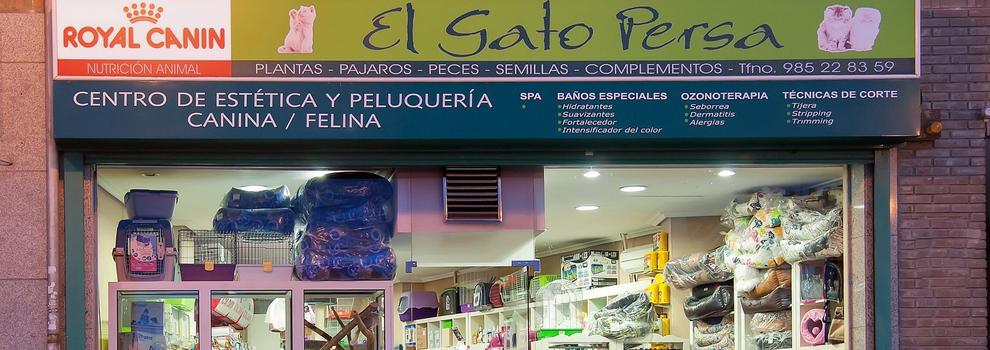 ROYAL CANIN
NUTRICIÓN ANIMAL
El Gato Persa
PLANTAS - PAJAROS - PECES - SEMILLAS - COMPLEMENTOS - Tfno. 985 22 83 59
CENTRO DE ESTÉTICA Y PELUQUERÍA
CANINA / FELINA
SPA
BAÑOS ESPECIALES
Hidratantes
Suavizantes
Fortalecedor
Intensificador del color
OZONOTERAPIA
Seborrea
Dermatitis
Alergias
TÉCNICAS DE CORTE
Tijera
Stripping
Trimming